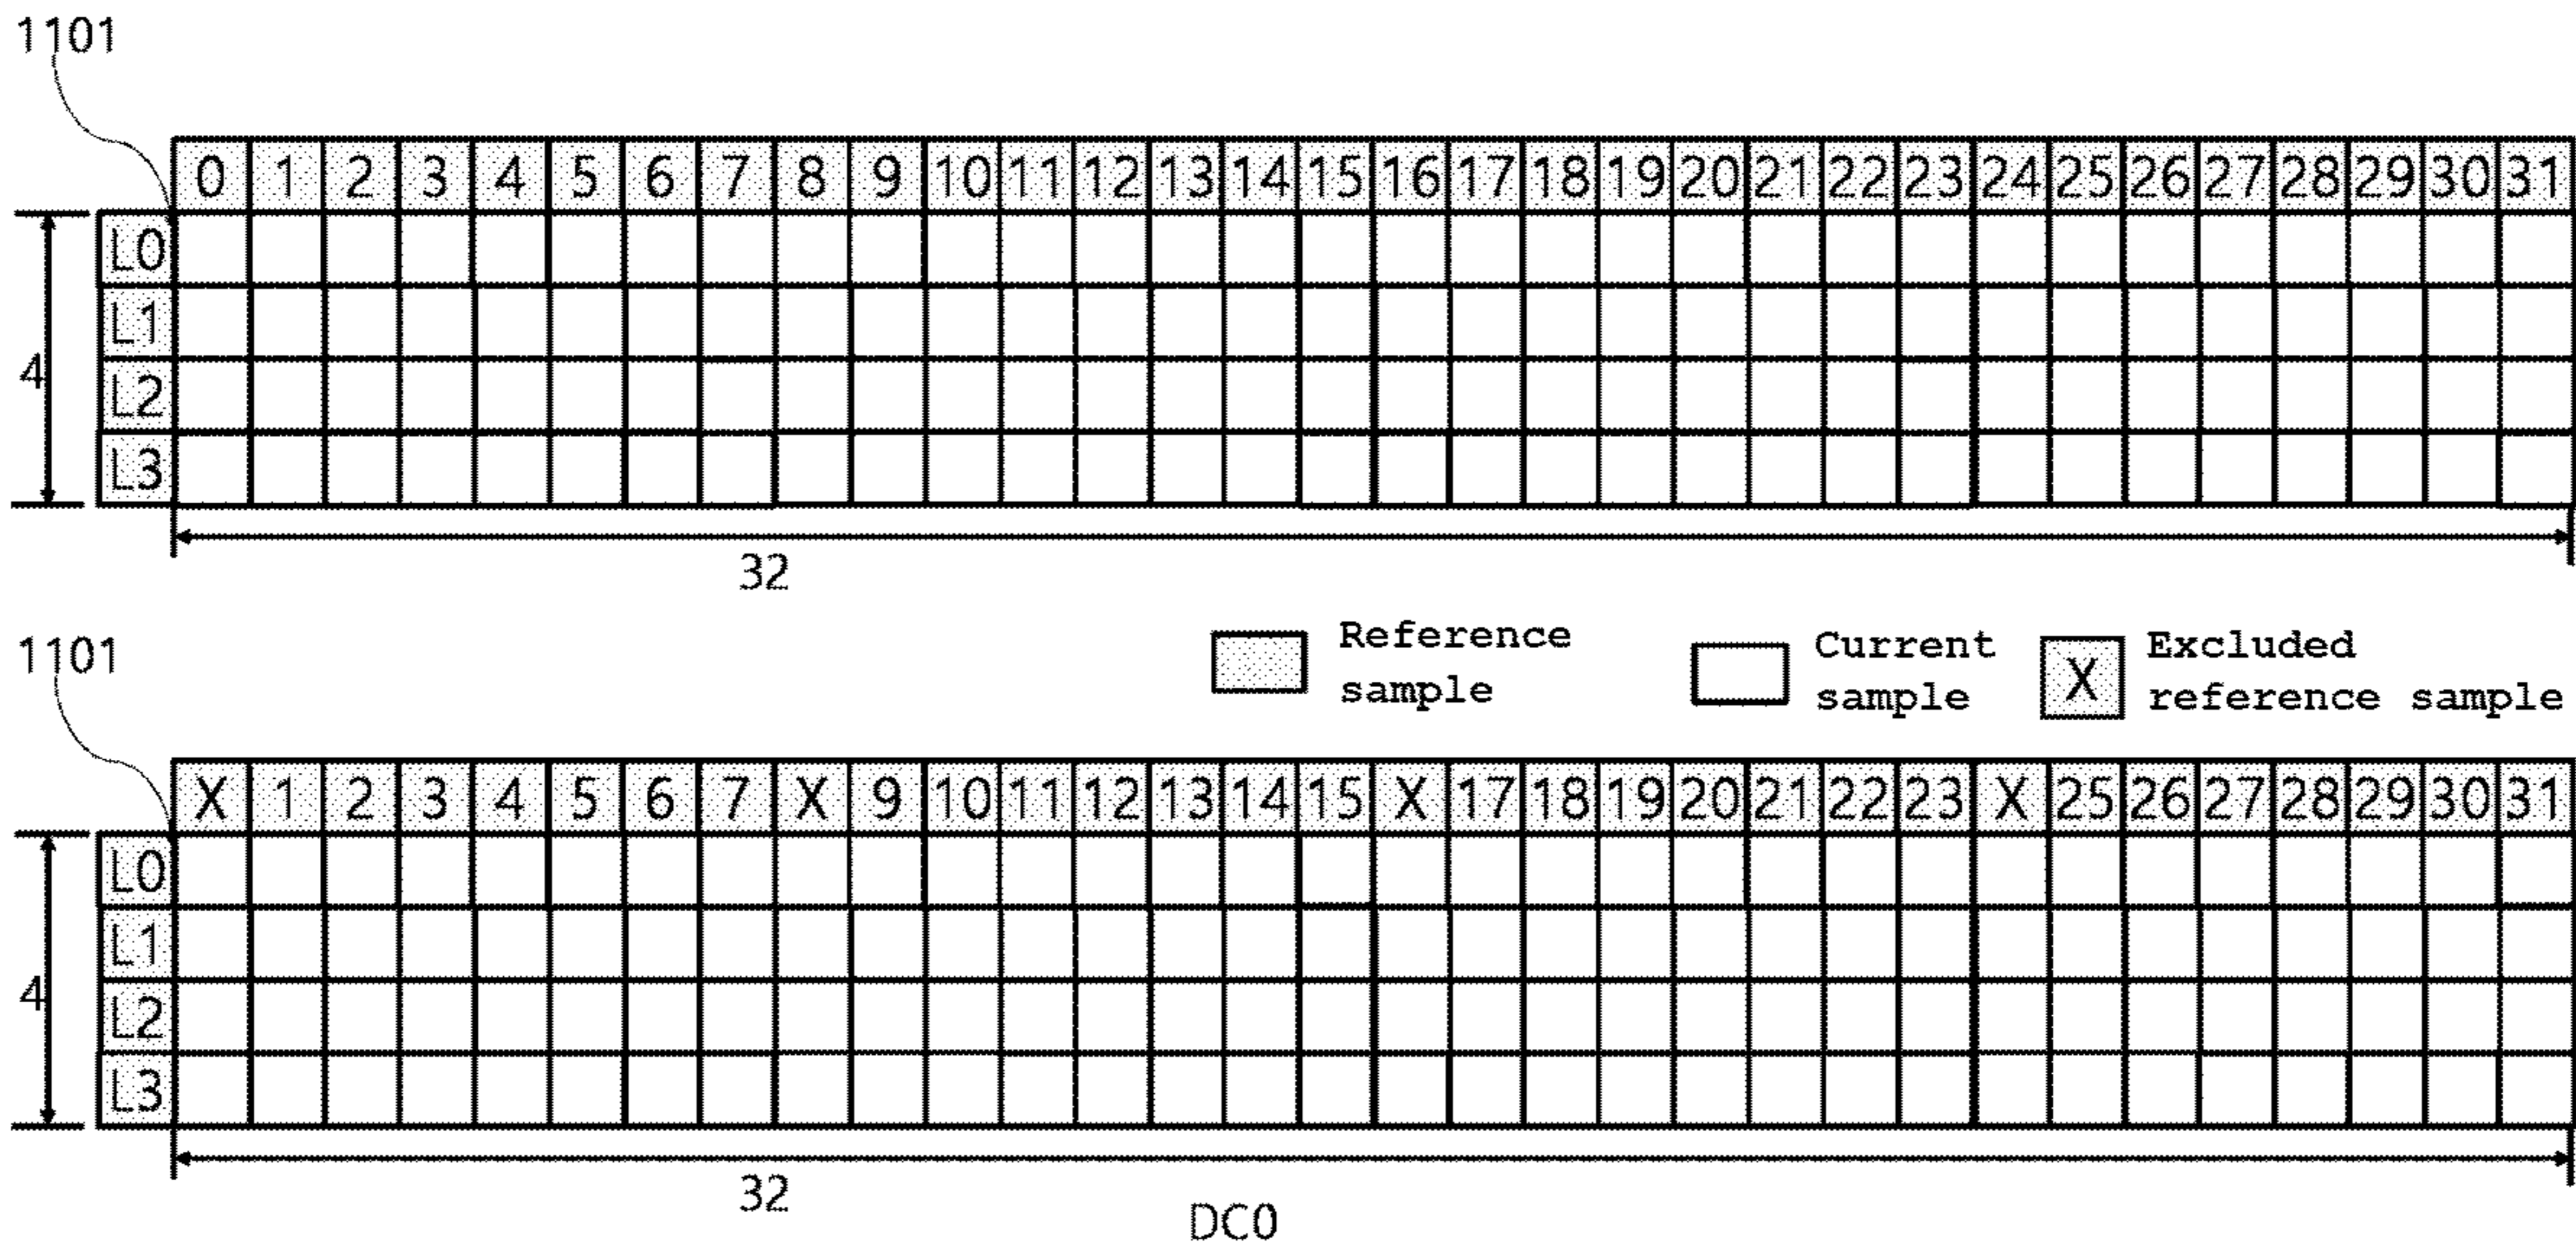 1101
0 1 2 3 4 5 6 7 8 9 10 11 12 13 14 15 16 17 18 19 20 21 22 23 24 25 26 27 28 29 30 31
L0
L1
4
L2
L3
32
Reference
sample
Current
sample
X
Excluded
reference sample
1101
X 1 2 3 4 5 6 7 X 9 10 11 12 13 14 15 X 17 18 19 20 21 22 23 X 25 26 27 28 29 30 31
L0
L1
4
L2
L3
32
DC0